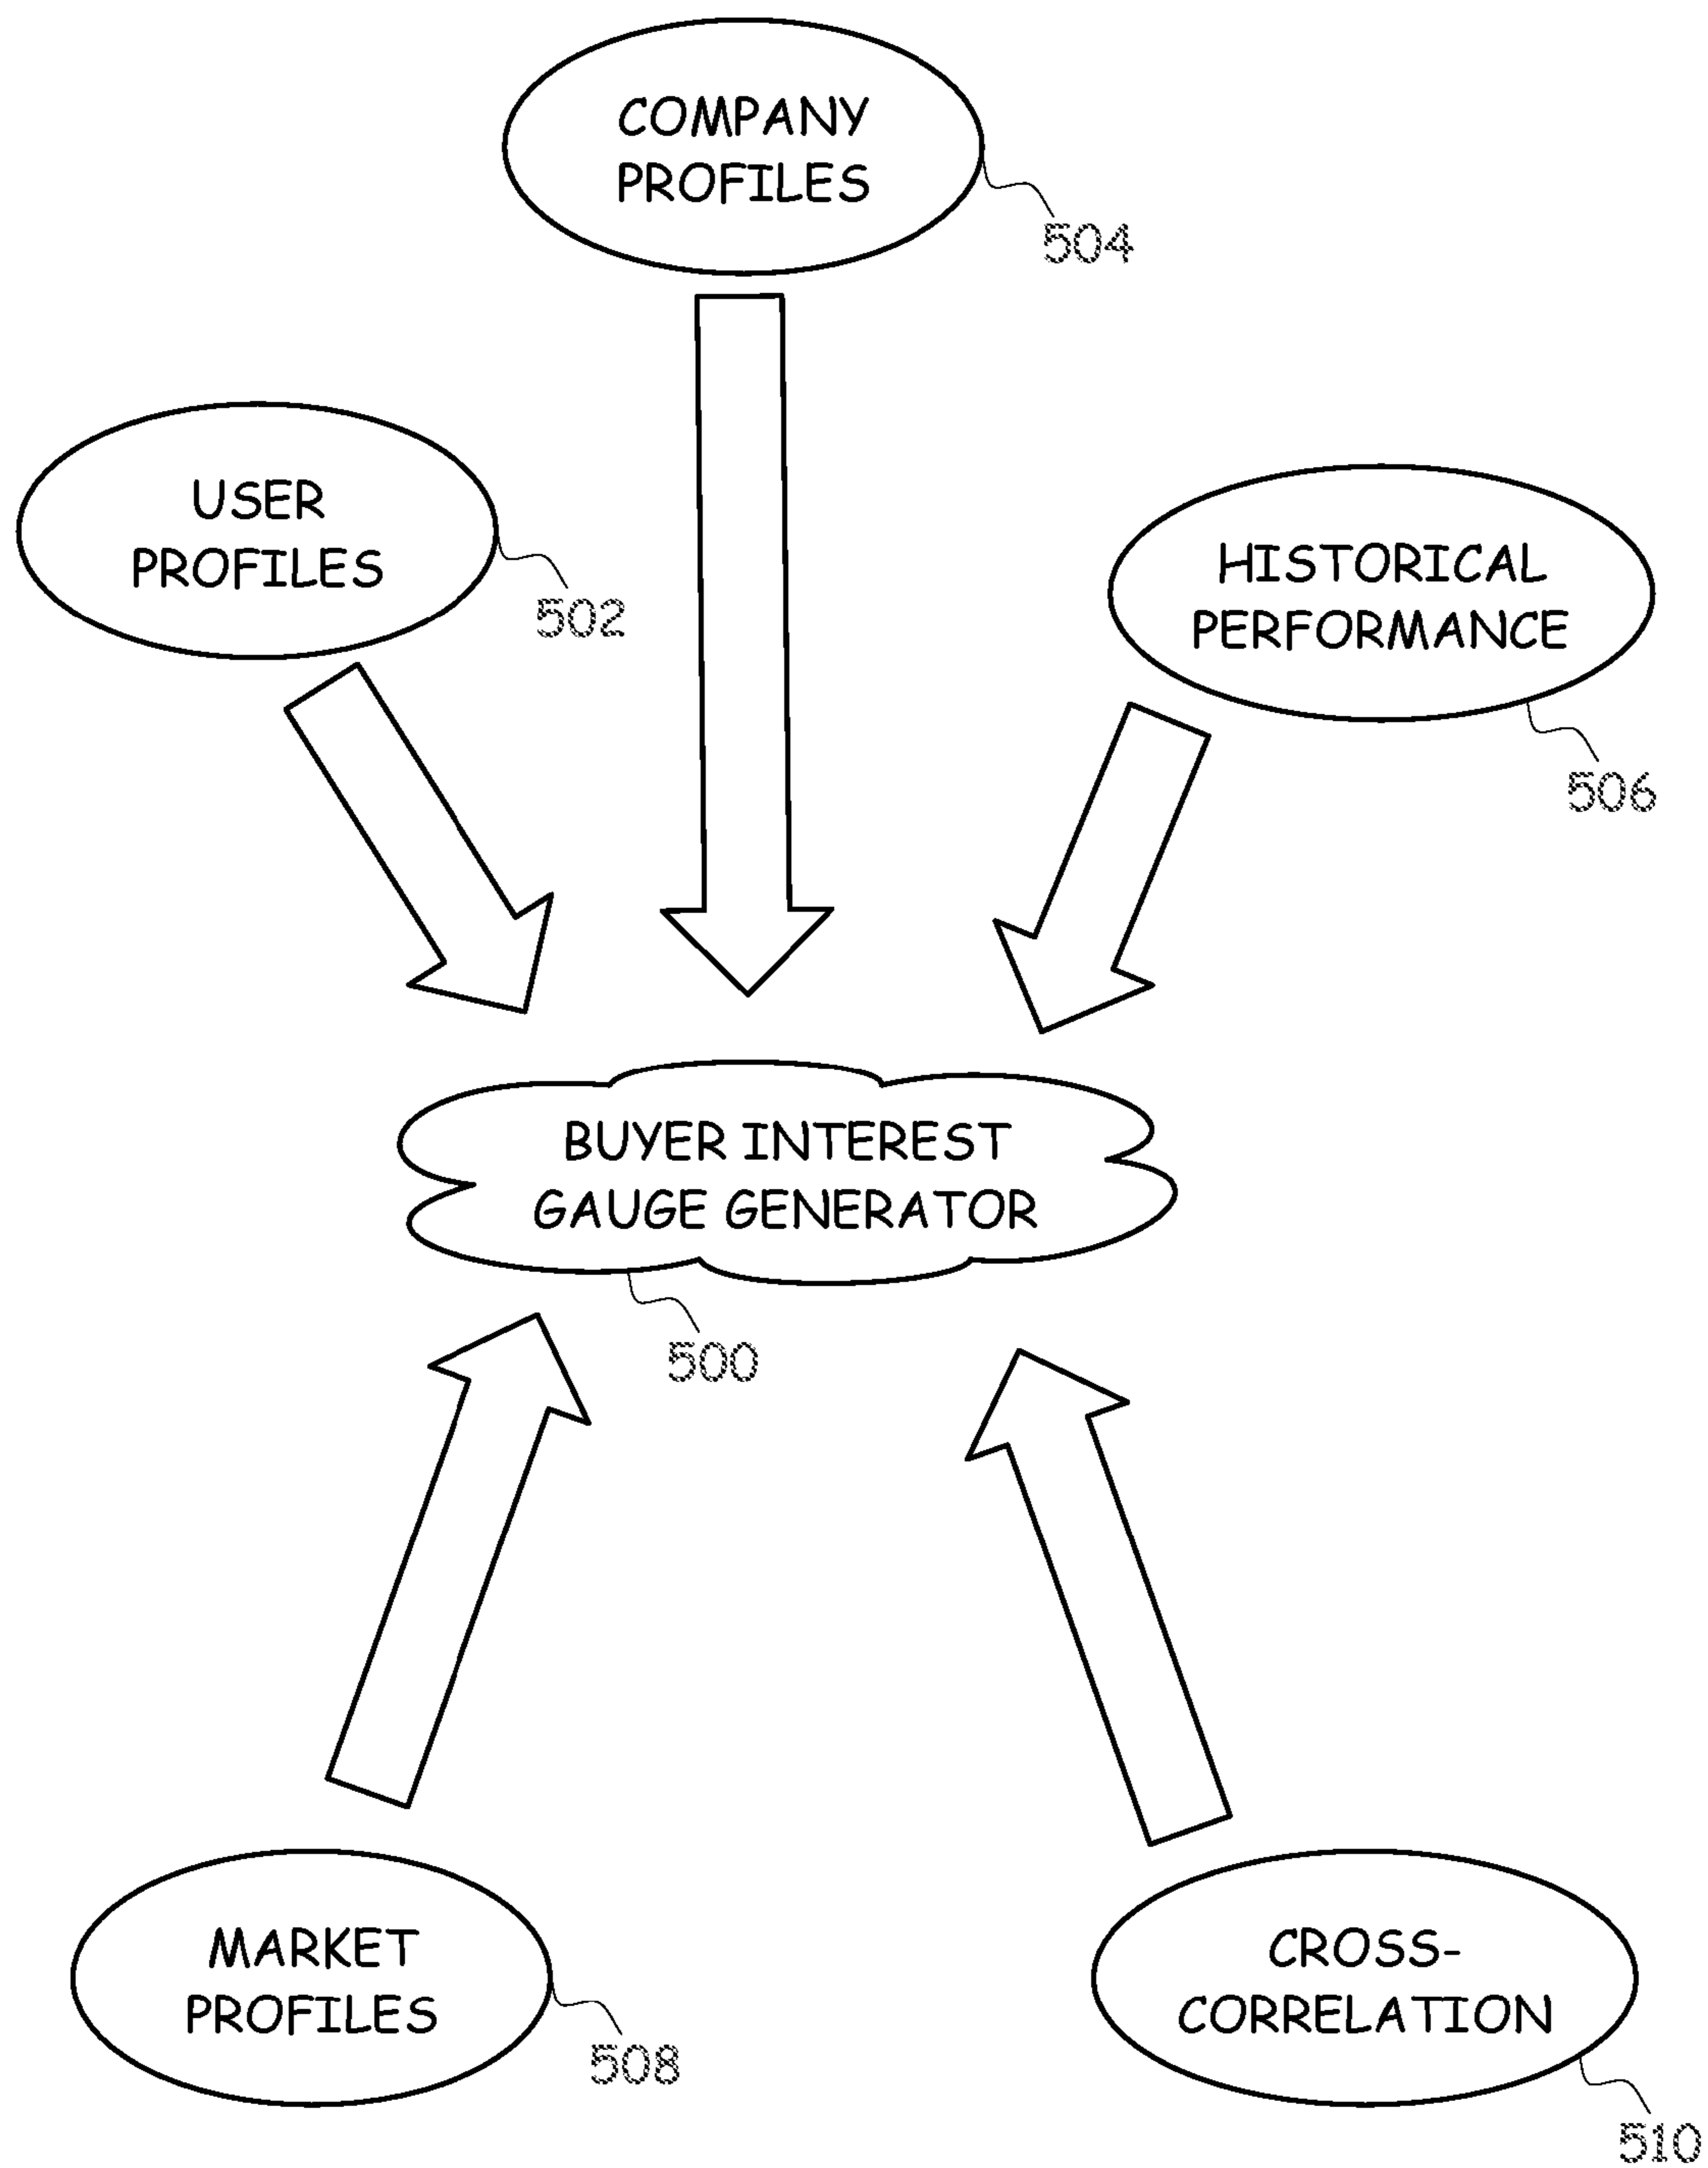 COMPANY
PROFILES
504
USER
PROFILES
502
HISTORICAL
PERFORMANCE
506
BUYER INTEREST
GAUGE GENERATOR
500
MARKET
PROFILES
508
CROSS-
CORRELATION
510